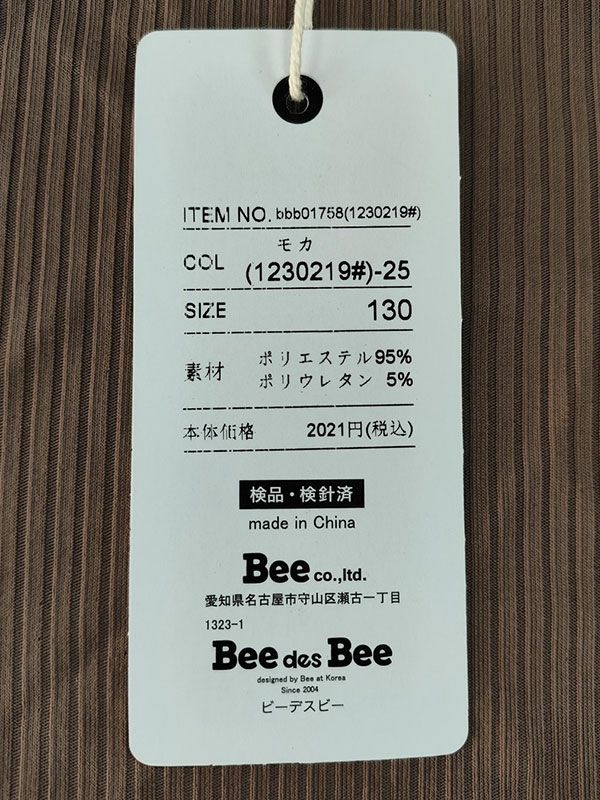 ITEM NO. bbb01758(1230219#)
モカ
COL (1230219#)-25
SIZE 130
素材 ポリエステル95%
ポリウレタン 5%
本体価格 2021円(税込)
検品・検針済
made in China
Bee co.,ltd.
愛知県名古屋市守山区瀬古一丁目
1323-1
Bee des Bee
designed by Bee at Korea
Since 2004
ビーデスビー